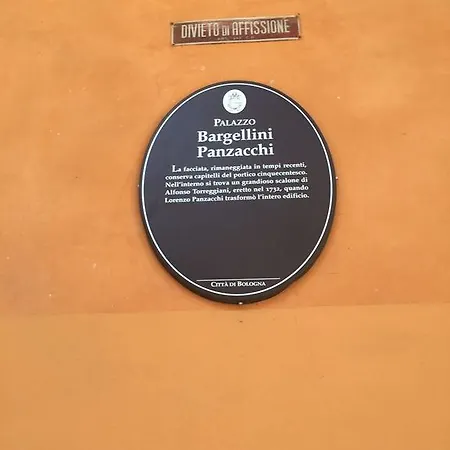 DIVIETO DI AFFISSIONE
PALAZZO
Bargellini
Panzacchi
La facciata, rimaneggiata in tempi recenti,
conserva capitelli del portico cinquecentesco.
Nell'interno si trova un grandioso scalone di
Alfonso Torreggiani, eretto nel 1732, quando
Lorenzo Panzacchi trasformò l'intero edificio.
CITTÀ DI BOLOGNA